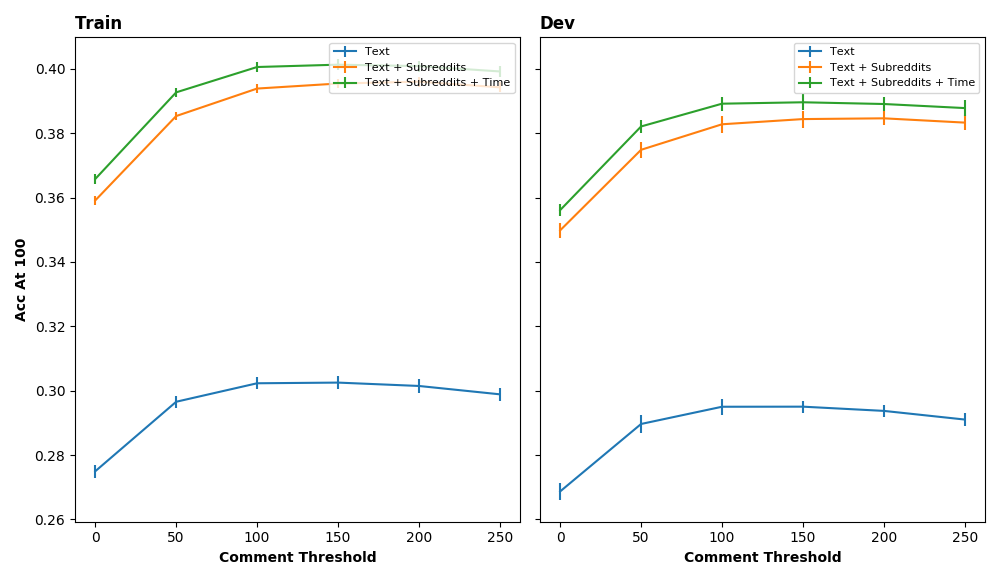 Train
Dev
Text
Text + Subreddits
Text + Subreddits + Time
Text
Text + Subreddits
Text + Subreddits + Time
Acc At 100
0.40
0.38
0.36
0.34
0.32
0.30
0.28
0.26
0 50 100 150 200 250
0 50 100 150 200 250
Comment Threshold
Comment Threshold